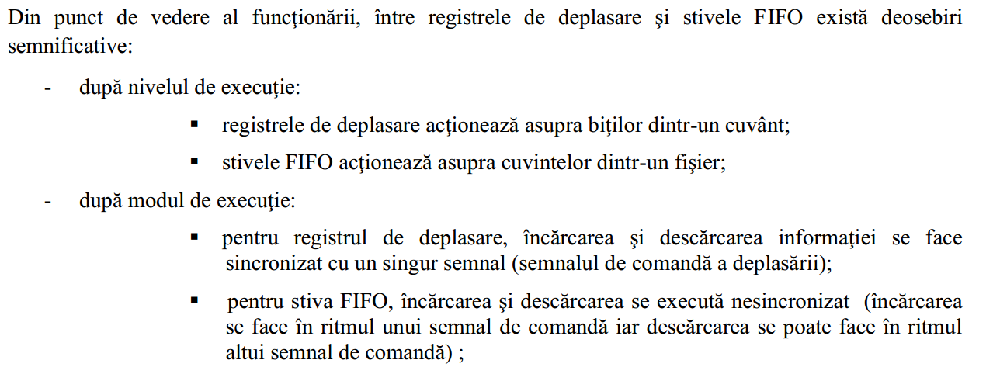 Din punct de vedere al funcţionării, între registrele de deplasare şi stivele FIFO există deosebiri
semnificative:
- după nivelul de execuţie:
▪ registrele de deplasare acţionează asupra biţilor dintr-un cuvânt;
▪ stivele FIFO acţionează asupra cuvintelor dintr-un fişier;
- după modul de execuţie:
▪ pentru registrul de deplasare, încărcarea şi descărcarea informaţiei se face
sincronizat cu un singur semnal (semnalul de comandă a deplasării);
▪ pentru stiva FIFO, încărcarea şi descărcarea se execută nesincronizat (încărcarea
se face în ritmul unui semnal de comandă iar descărcarea se poate face în ritmul
altui semnal de comandă) ;